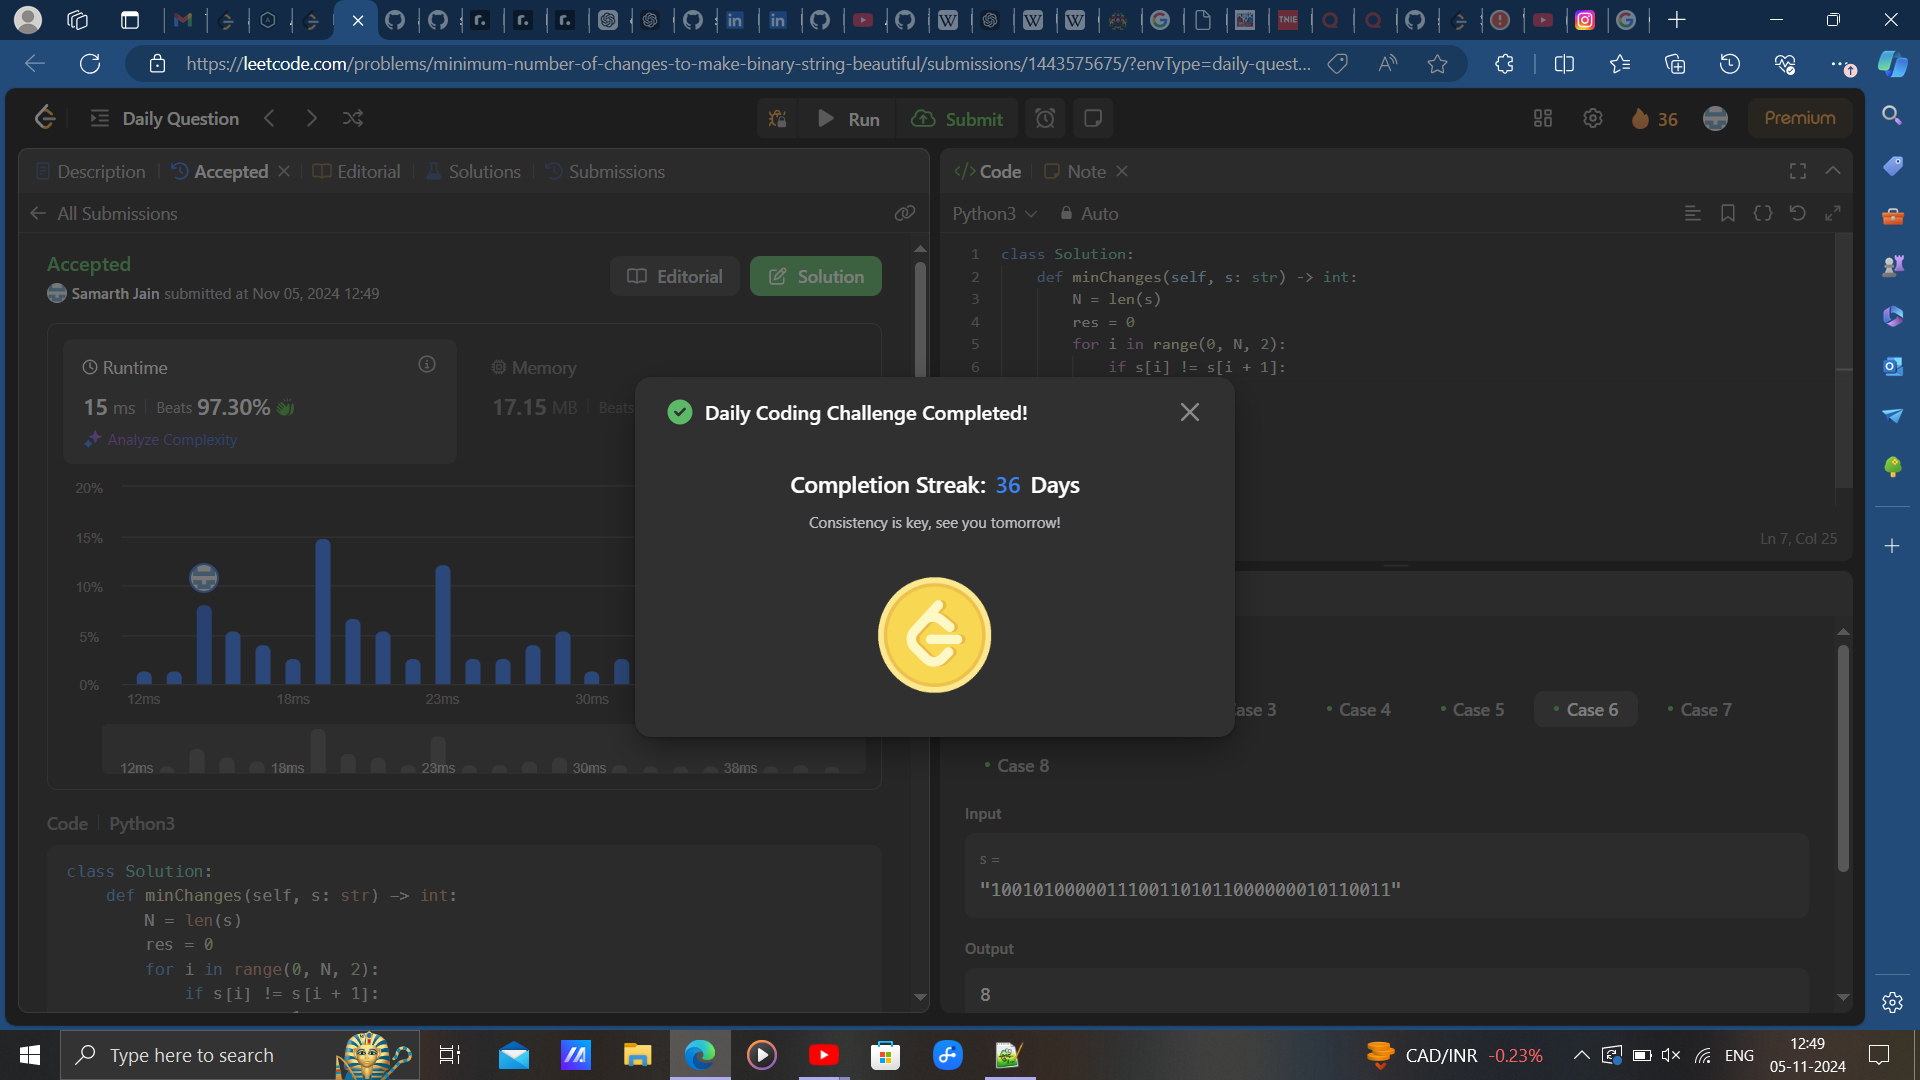 https://leetcode.com/problems/minimum-number-of-changes-to-make-binary-string-beautiful/submissions/1443575675/?envType=daily-quest...
Daily Question
Run
Submit
36
Premium
Description
Accepted
Editorial
Solutions
Submissions
All Submissions
Accepted
Samarth Jain submitted at Nov 05, 2024 12:49
Editorial
Solution
Runtime
15 ms
Beats 97.30%
Analyze Complexity
Memory
17.15 MB
Beats
20%
15%
10%
5%
0%
12ms
18ms
23ms
30ms
12ms
18ms
23ms
30ms
38ms
Code
Python3
class Solution:
def minChanges(self, s: str) -> int:
N = len(s)
res = 0
for i in range(0, N, 2):
if s[i] != s[i + 1]:
Daily Coding Challenge Completed!
Completion Streak: 36 Days
Consistency is key, see you tomorrow!
</> Code
Note
Python3
Auto
1 class Solution:
2 def minChanges(self, s: str) -> int:
3 N = len(s)
4 res = 0
5 for i in range(0, N, 2):
6 if s[i] != s[i + 1]:
Ln 7, Col 25
ase 3
Case 4
Case 5
Case 6
Case 7
Case 8
Input
s =
"1001010000011100110101100000001011‌0011"
Output
8
Type here to search
CAD/INR -0.23%
ENG
12:49
05-11-2024